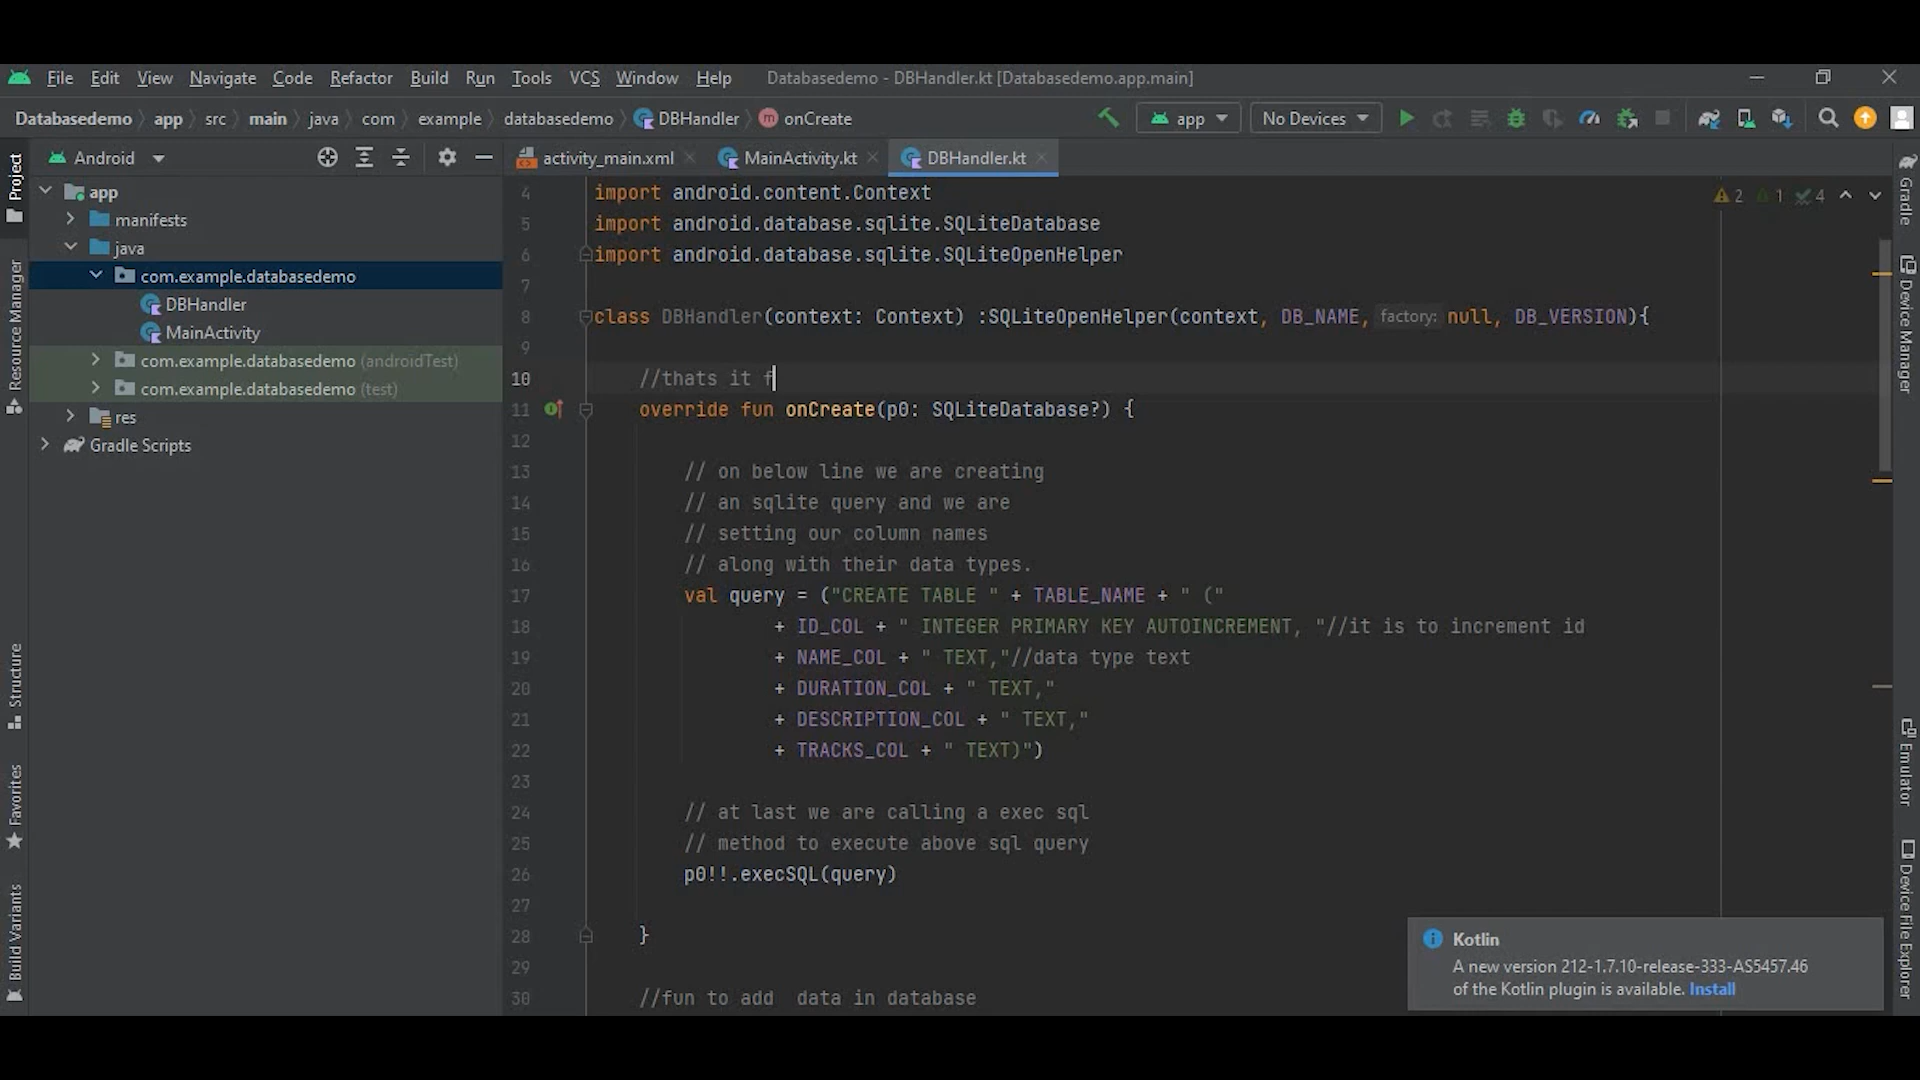 File Edit View Navigate Code Refactor Build Run Tools VCS Window Help Databasedemo - DBHandler.kt [Databasedemo.app.main]
Databasedemo app src main java com example databasedemo DBHandler onCreate app No Devices
Project
Resource Manager
Structure
Favorites
Build Variants
Android
app
manifests
java
com.example.databasedemo
DBHandler
MainActivity
com.example.databasedemo (androidTest)
com.example.databasedemo (test)
res
Gradle Scripts
activity_main.xml MainActivity.kt DBHandler.kt
2 1 4
4 import android.content.Context
5 import android.database.sqlite.SQLiteDatabase
6 import android.database.sqlite.SQLiteOpenHelper
7
8 class DBHandler(context: Context) :SQLiteOpenHelper(context, DB_NAME, factory: null, DB_VERSION){
9
10 //thats it f
11 override fun onCreate(p0: SQLiteDatabase?) {
12
13 // on below line we are creating
14 // an sqlite query and we are
15 // setting our column names
16 // along with their data types.
17 val query = ("CREATE TABLE " + TABLE_NAME + " ("
18 + ID_COL + " INTEGER PRIMARY KEY AUTOINCREMENT, "//it is to increment id
19 + NAME_COL + " TEXT,"//data type text
20 + DURATION_COL + " TEXT,"
21 + DESCRIPTION_COL + " TEXT,"
22 + TRACKS_COL + " TEXT)")
23
24 // at last we are calling a exec sql
25 // method to execute above sql query
26 p0!!.execSQL(query)
27
28 }
29
30 //fun to add  data in database
Kotlin
A new version 212-1.7.10-release-333-AS5457.46
of the Kotlin plugin is available. Install
Gradle
Device Manager
Emulator
Device File Explorer